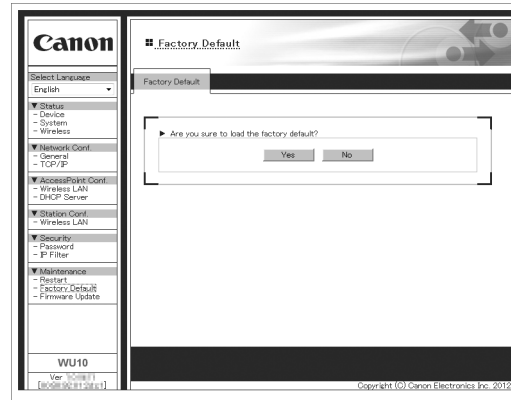 Canon
Select Language
English
▼ Status
- Device
- System
- Wireless
▼ Network Conf.
- General
- TCP/IP
▼ AccessPoint Conf.
- Wireless LAN
- DHCP Server
▼ Station Conf.
- Wireless LAN
▼ Security
- Password
- IP Filter
▼ Maintenance
- Restart
- Factory Default
- Firmware Update
WU10
Ver
Factory Default
Factory Default
▶ Are you sure to load the factory default?
Yes No
Copyright (C) Canon Electronics Inc. 2012